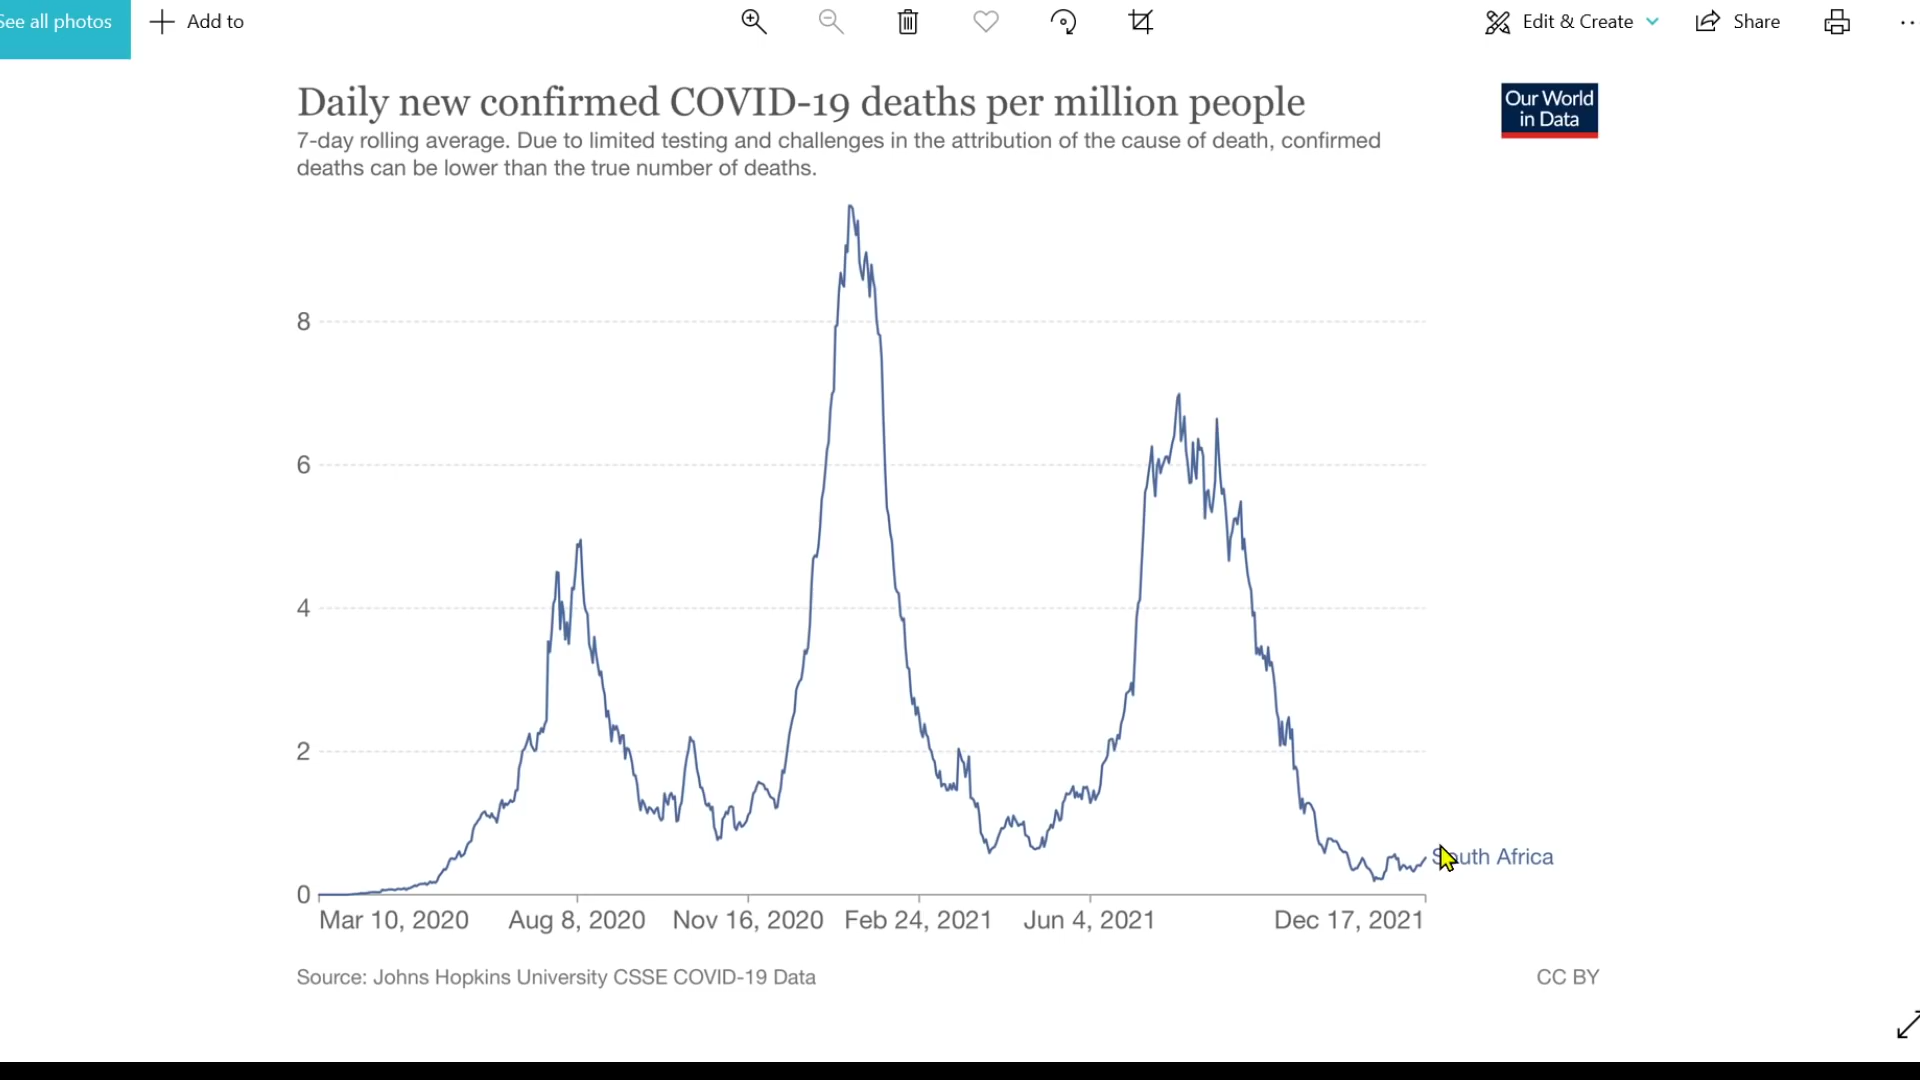 See all photos
Add to
Edit & Create
Share
Daily new confirmed COVID-19 deaths per million people
Our World
in Data
7-day rolling average. Due to limited testing and challenges in the attribution of the cause of death, confirmed
deaths can be lower than the true number of deaths.
8
6
4
2
South Africa
0
Mar 10, 2020
Aug 8, 2020
Nov 16, 2020
Feb 24, 2021
Jun 4, 2021
Dec 17, 2021
Source: Johns Hopkins University CSSE COVID-19 Data
CC BY